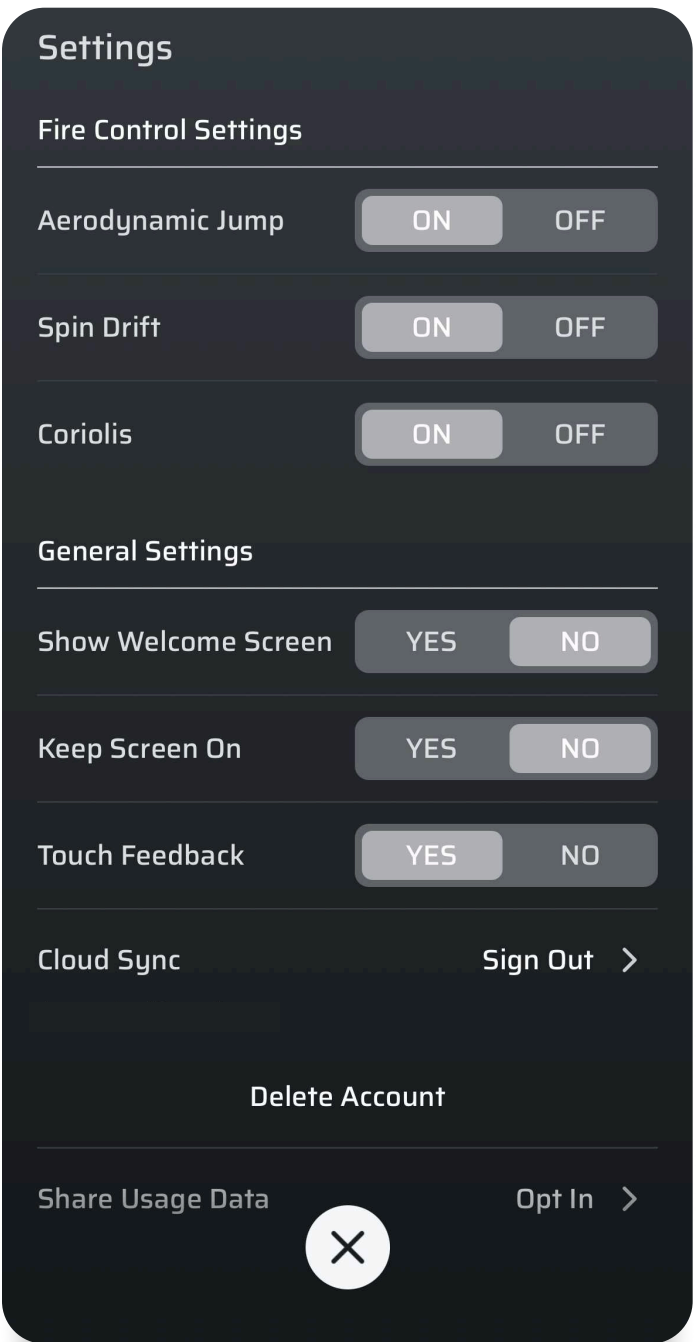 Settings
Fire Control Settings
Aerodynamic Jump ON OFF
Spin Drift ON OFF
Coriolis ON OFF
General Settings
Show Welcome Screen YES NO
Keep Screen On YES NO
Touch Feedback YES NO
Cloud Sync Sign Out
Delete Account
Share Usage Data Opt In